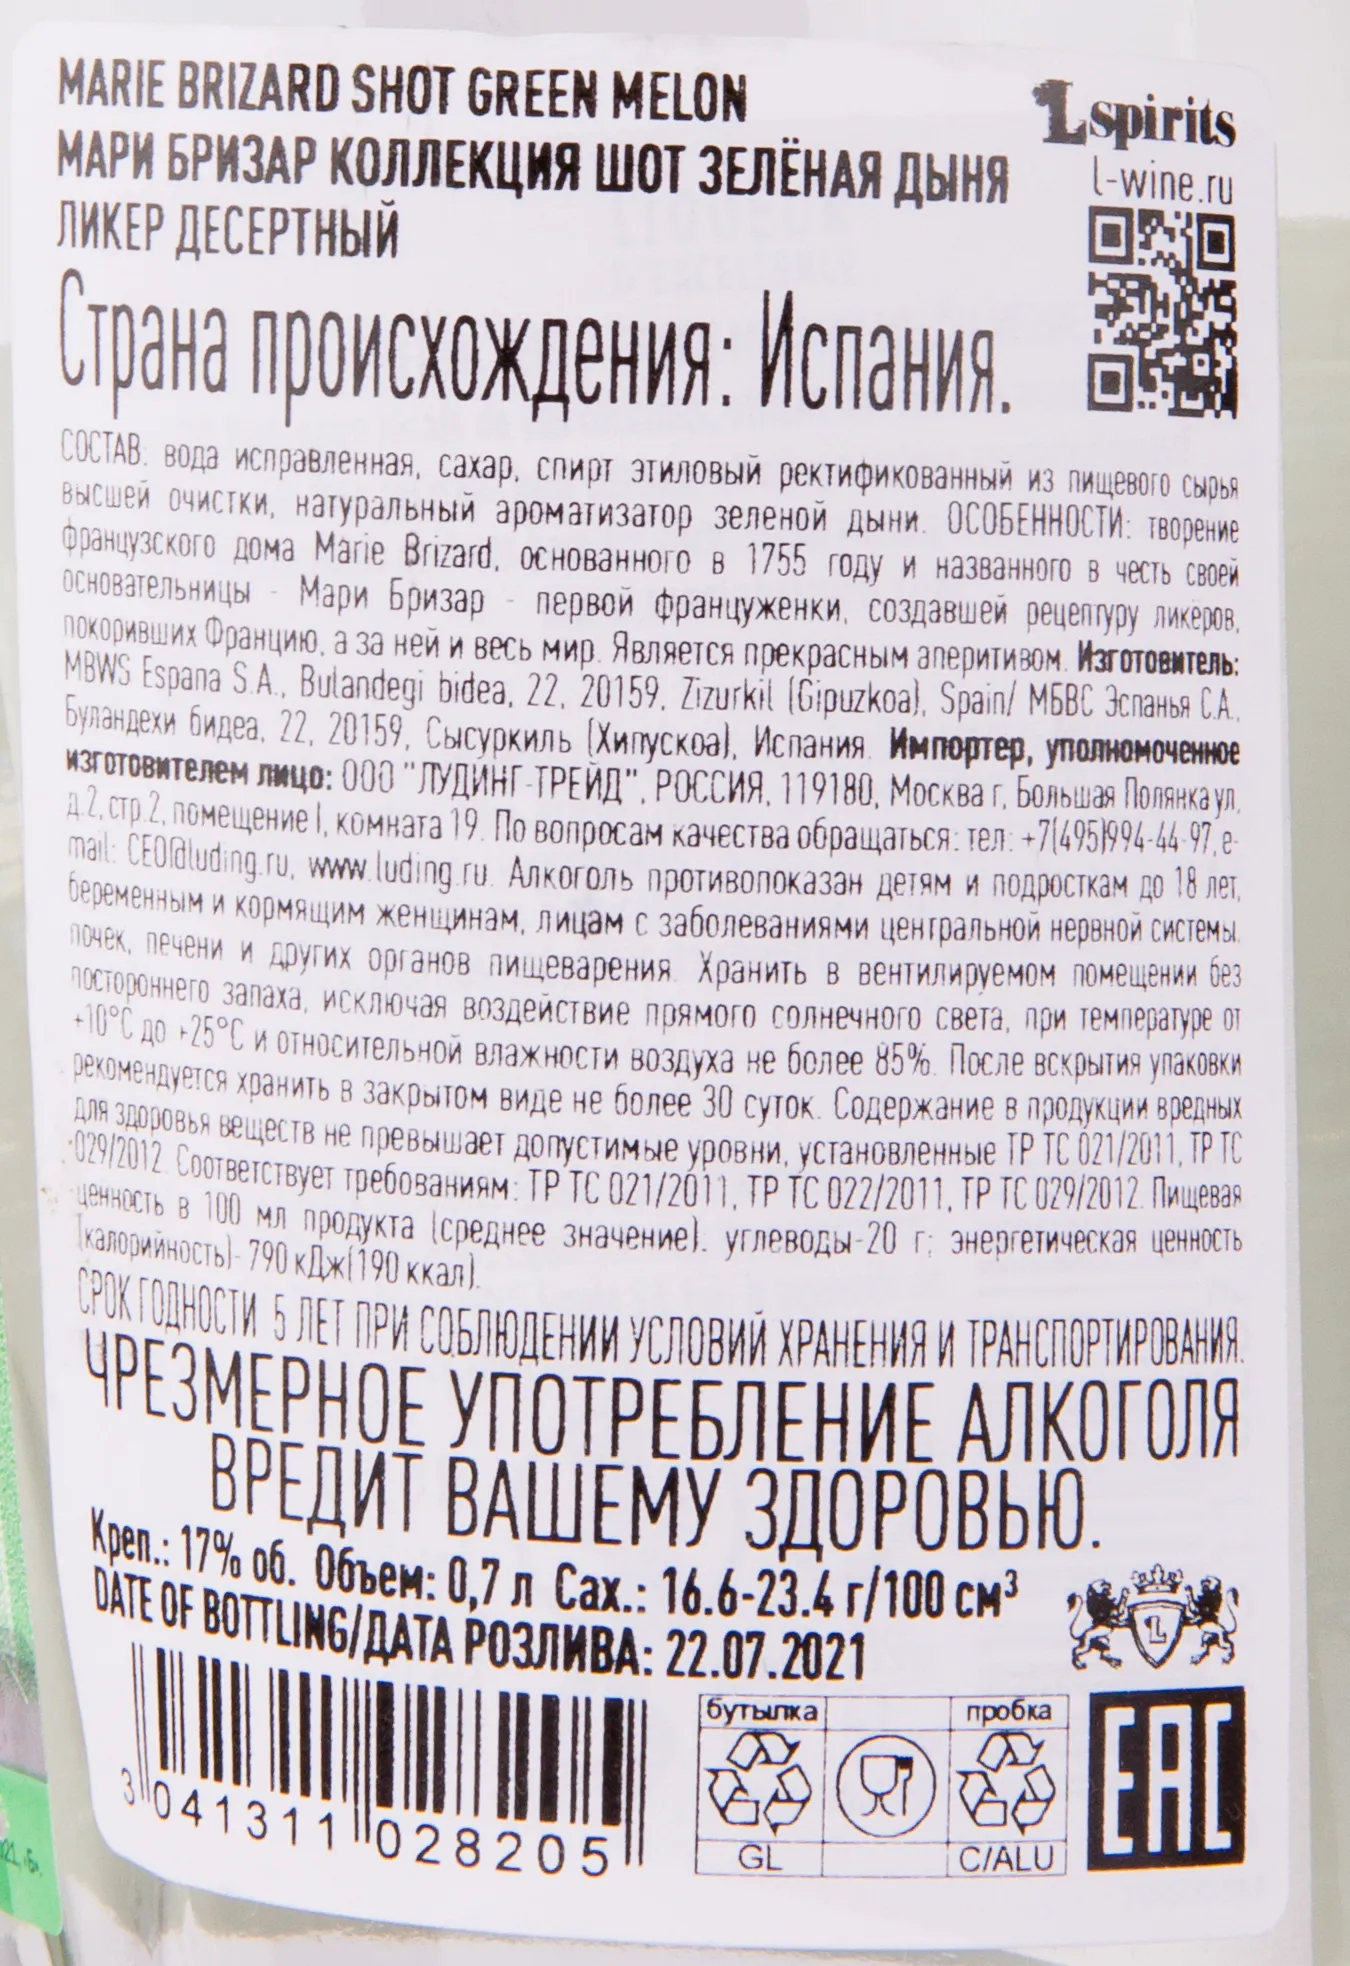 MARIE BRIZARD SHOT GREEN MELON
МАРИ БРИЗАР КОЛЛЕКЦИЯ ШОТ ЗЕЛЁНАЯ ДЫНЯ
ЛИКЕР ДЕСЕРТНЫЙ
Lspirits
l-wine.ru
Страна происхождения: Испания.
СОСТАВ: вода исправленная, сахар, спирт этиловый ректификованный из пищевого сырья
высшей очистки, натуральный ароматизатор зеленой дыни. ОСОБЕННОСТИ: творение
французского дома Marie Brizard, основанного в 1755 году и названного в честь своей
основательницы - Мари Бризар - первой француженки, создавшей рецептуру ликеров,
покоривших Францию, а за ней и весь мир. Является прекрасным аперитивом. Изготовитель:
MBWS Espana S.A., Bulandegi bidea, 22, 20159, Zizurkil (Gipuzkoa), Spain/ МБВС Эспанья С.А.,
Буландехи бидеа, 22, 20159, Сысуркиль (Хипускоа), Испания. Импортер, уполномоченное
изготовителем лицо: ООО "ЛУДИНГ-ТРЕЙД", РОССИЯ, 119180, Москва г, Большая Полянка ул,
д.2, стр.2, помещение I, комната 19. По вопросам качества обращаться: тел: +7(495)994-44-97, e-
mail: CEO@luding.ru, www.luding.ru. Алкоголь противопоказан детям и подросткам до 18 лет,
беременным и кормящим женщинам, лицам с заболеваниями центральной нервной системы,
почек, печени и других органов пищеварения. Хранить в вентилируемом помещении без
постороннего запаха, исключая воздействие прямого солнечного света, при температуре от
+10°С до +25°С и относительной влажности воздуха не более 85%. После вскрытия упаковки
рекомендуется хранить в закрытом виде не более 30 суток. Содержание в продукции вредных
для здоровья веществ не превышает допустимые уровни, установленные ТР ТС 021/2011, ТР ТС
029/2012. Соответствует требованиям: ТР ТС 021/2011, ТР ТС 022/2011, ТР ТС 029/2012. Пищевая
ценность в 100 мл продукта (среднее значение): углеводы-20 г; энергетическая ценность
(калорийность)- 790 кДж(190 ккал).
СРОК ГОДНОСТИ 5 ЛЕТ ПРИ СОБЛЮДЕНИИ УСЛОВИЙ ХРАНЕНИЯ И ТРАНСПОРТИРОВАНИЯ.
ЧРЕЗМЕРНОЕ УПОТРЕБЛЕНИЕ АЛКОГОЛЯ
ВРЕДИТ ВАШЕМУ ЗДОРОВЬЮ.
Креп.: 17% об. Объем: 0,7 л Сах.: 16.6-23.4 г/100 см³
DATE OF BOTTLING/ДАТА РОЗЛИВА: 22.07.2021
3 041311 028205
бутылка пробка
GL C/ALU
L
EAC